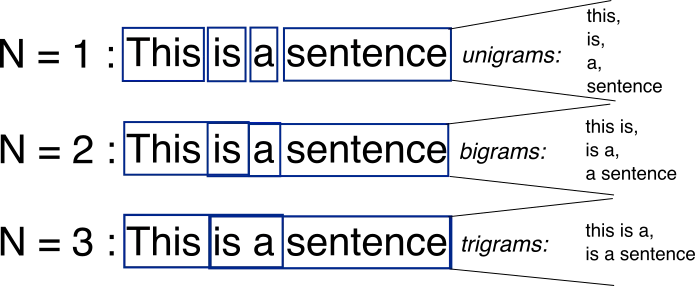 N = 1 : This is a sentence unigrams:
this,
is,
a,
sentence
N = 2 : This is a sentence bigrams:
this is,
is a,
a sentence
N = 3 : This is a sentence trigrams:
this is a,
is a sentence